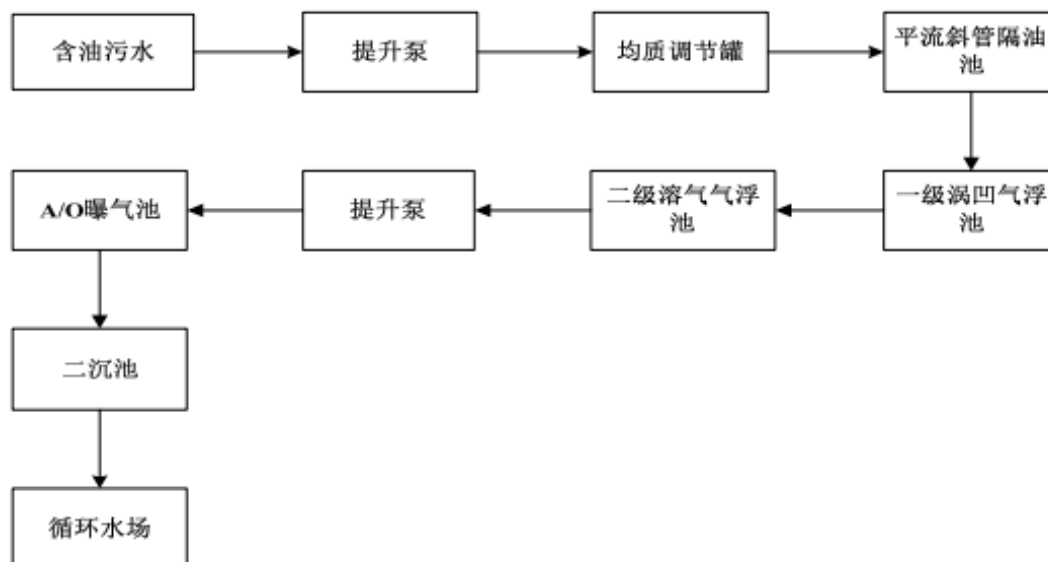 含油污水
提升泵
均质调节罐
平流斜管隔油
池
一级涡凹气浮
池
二级溶气气浮
池
提升泵
A/O曝气池
二沉池
循环水场